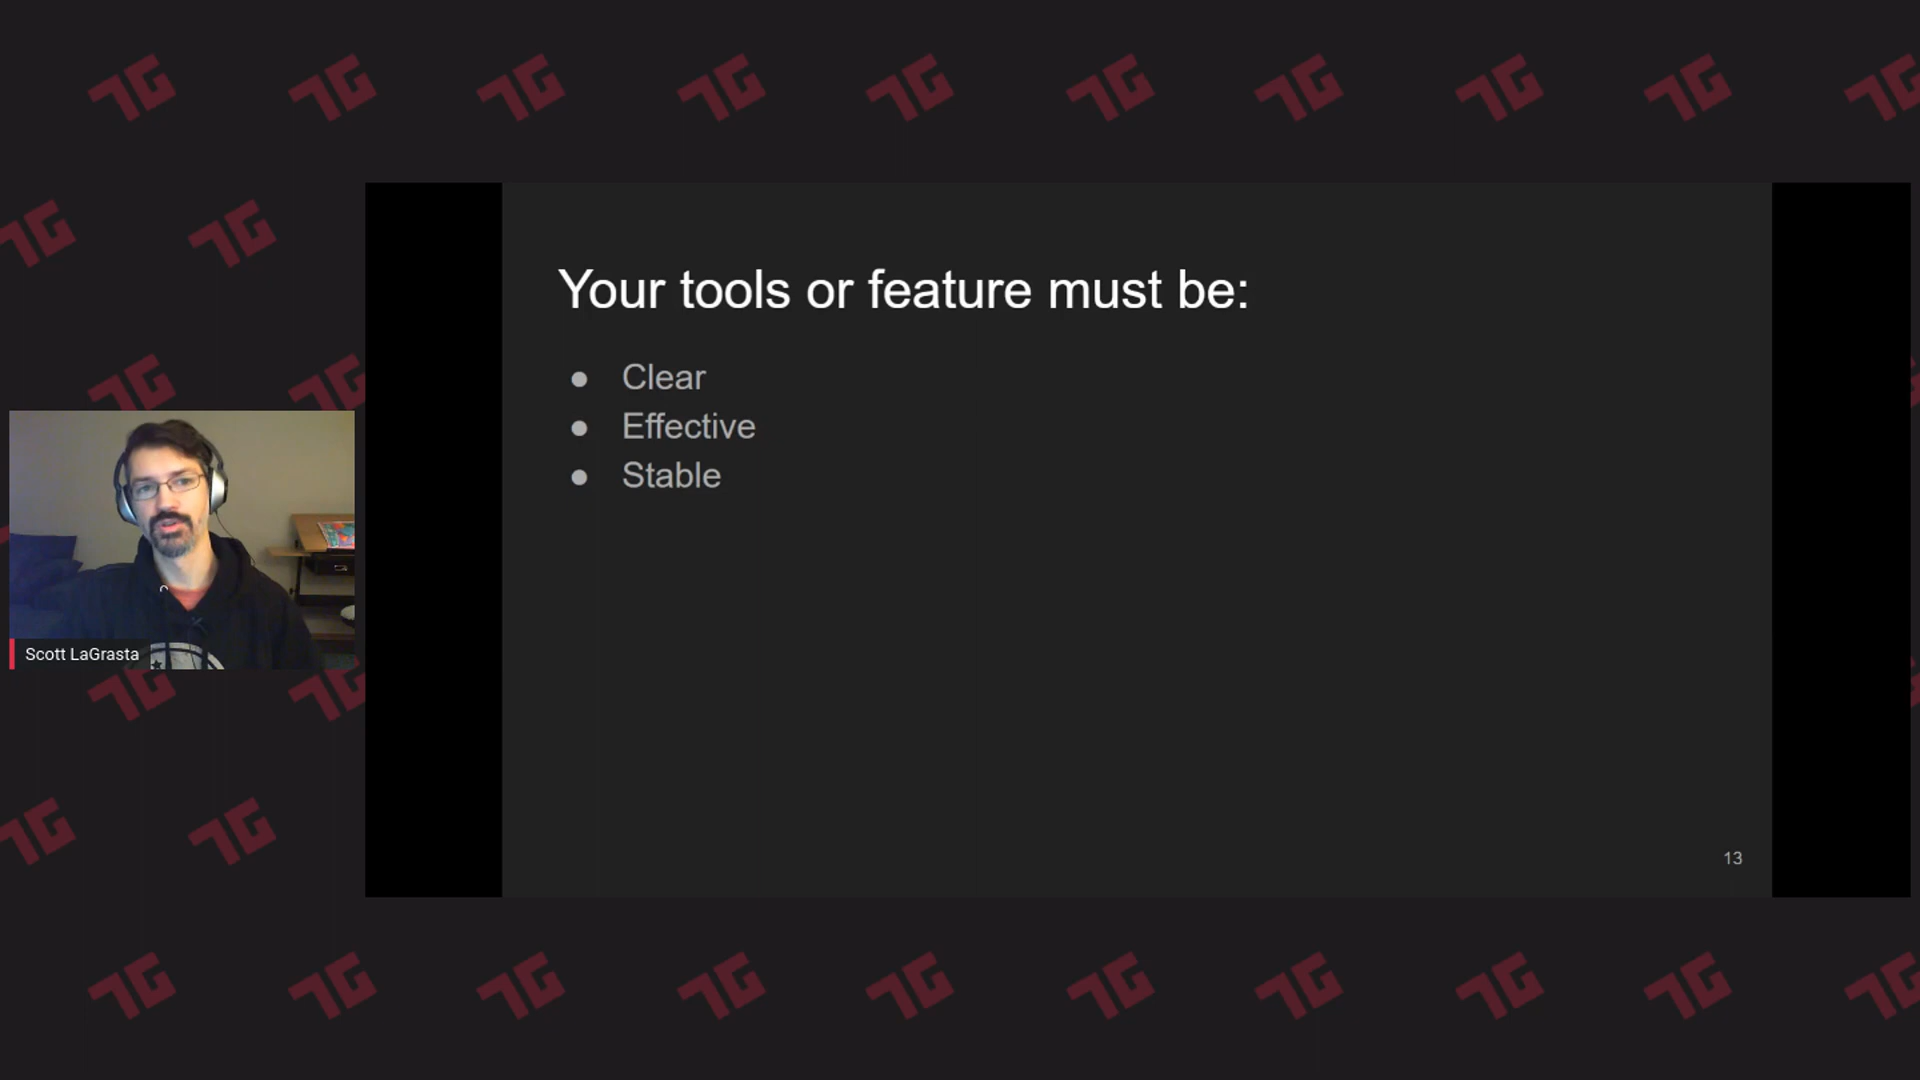 Your tools or feature must be:
● Clear
● Effective
● Stable
Scott LaGrasta
13